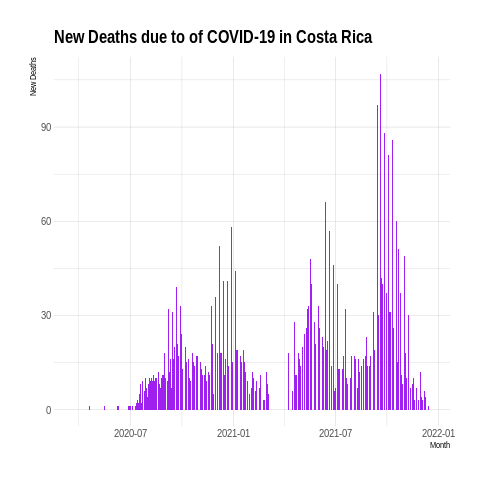 New Deaths due to of COVID-19 in Costa Rica
New Deaths
90
60
30
0
2020-07 2021-01 2021-07 2022-01
Month